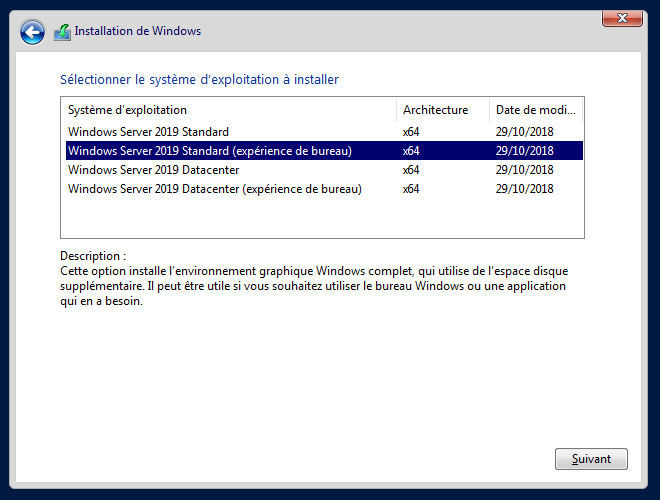 Installation de Windows
Sélectionner le système d'exploitation à installer
Système d'exploitation Architecture Date de modi...
Windows Server 2019 Standard x64 29/10/2018
Windows Server 2019 Standard (expérience de bureau) x64 29/10/2018
Windows Server 2019 Datacenter x64 29/10/2018
Windows Server 2019 Datacenter (expérience de bureau) x64 29/10/2018
Description :
Cette option installe l'environnement graphique Windows complet, qui utilise de l'espace disque
supplémentaire. Il peut être utile si vous souhaitez utiliser le bureau Windows ou une application
qui en a besoin.
Suivant